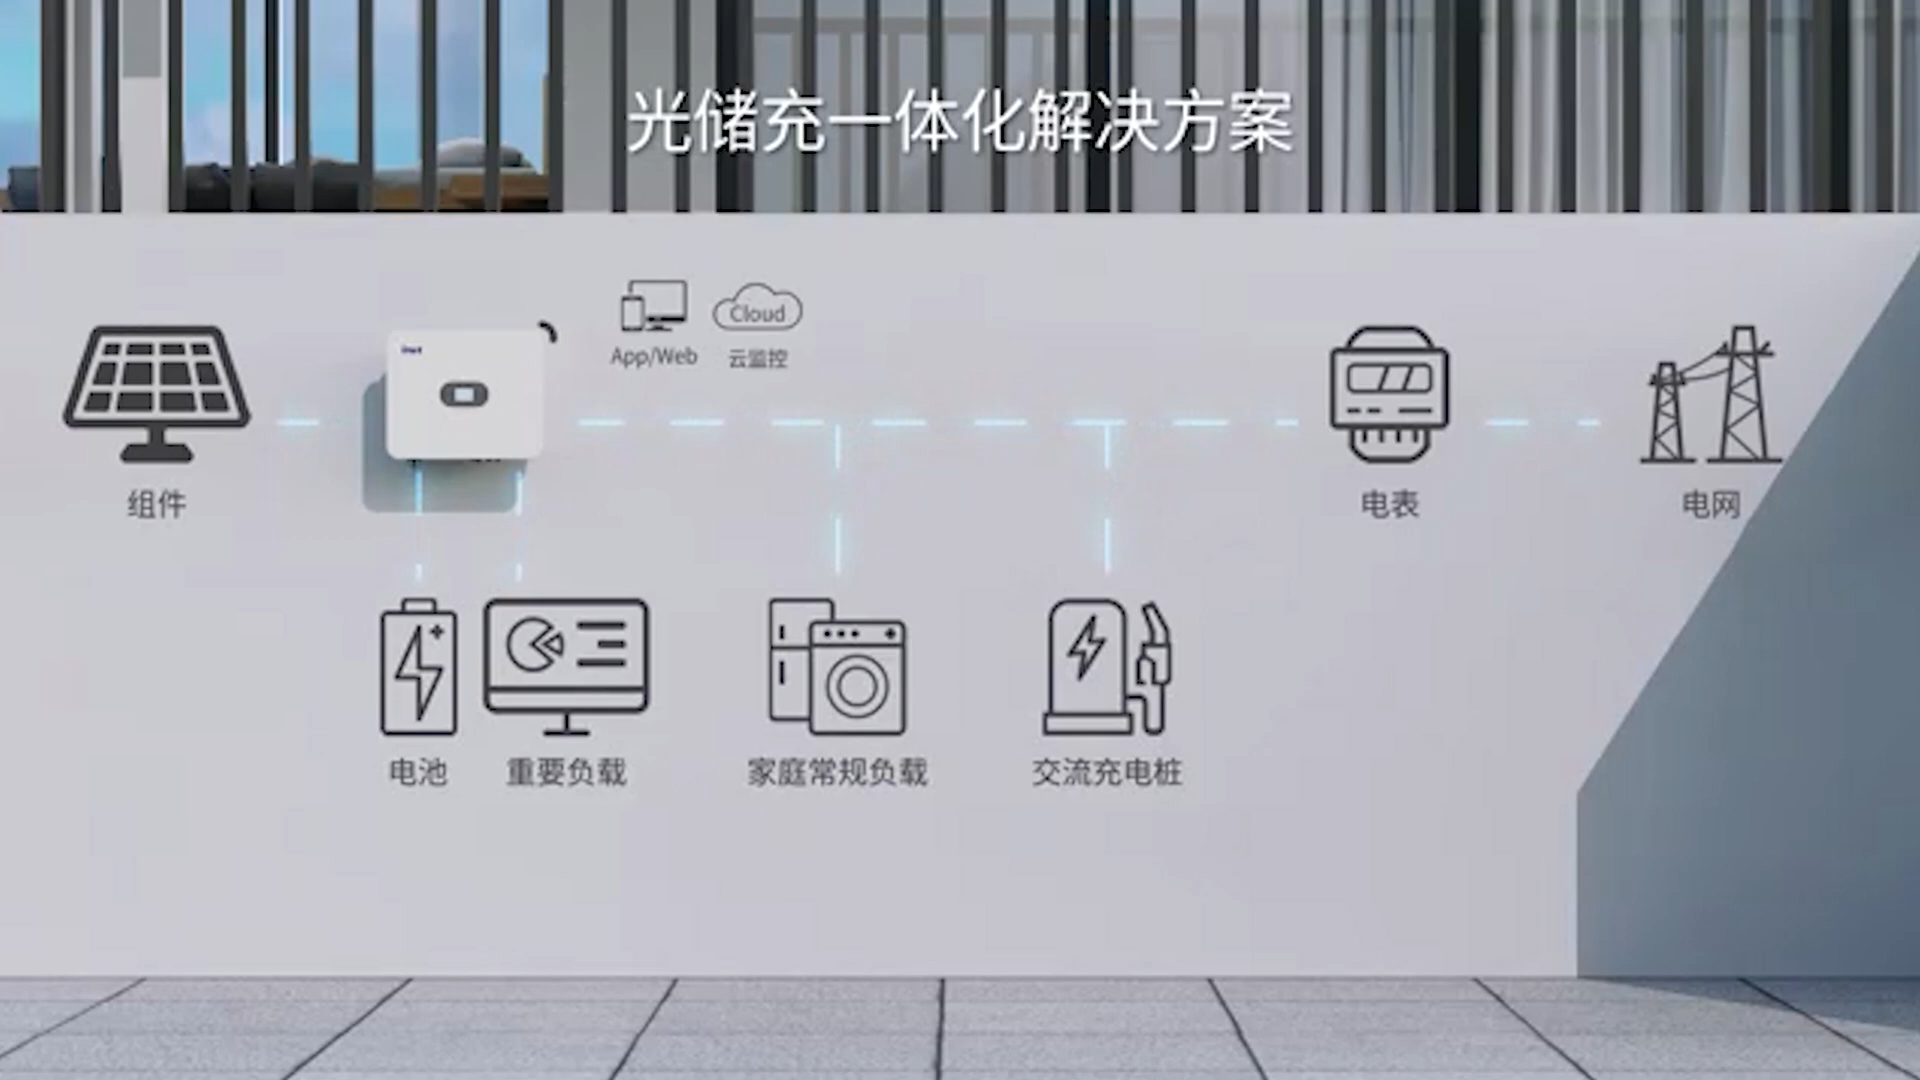 光储充一体化解决方案
Cloud
App/Web
云监控
组件
电表
电网
电池
重要负载
家庭常规负载
交流充电桩